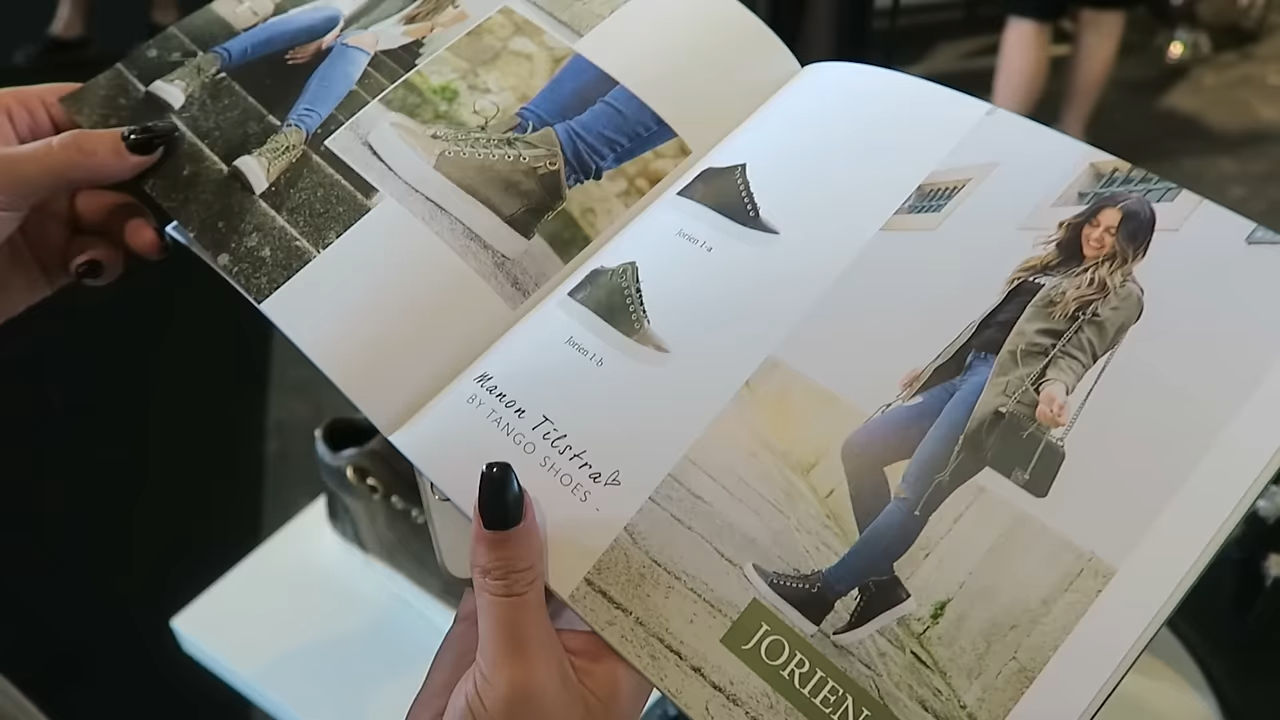 Jorien 1-a
Jorien 1-b
Manon Tilstra♡
BY TANGO SHOES -
JORIEN